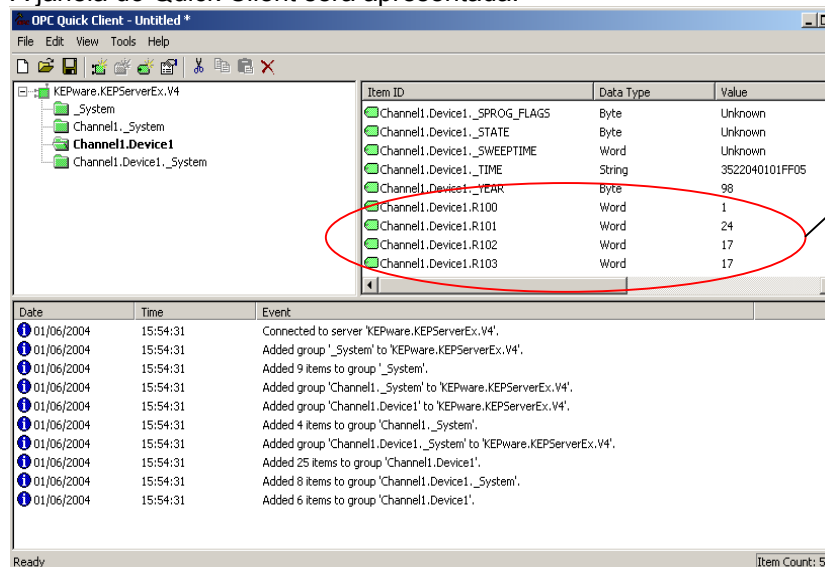 A janela do Quick Client será apresentada:
OPC Quick Client - Untitled *
File Edit View Tools Help
KEPware.KEPServerEx.V4
_System
Channel1._System
Channel1.Device1
Channel1.Device1._System
Item ID Data Type Value
Channel1.Device1._SPROG_FLAGS Byte Unknown
Channel1.Device1._STATE Byte Unknown
Channel1.Device1._SWEEPTIME Word Unknown
Channel1.Device1._TIME String 3522040101FF05
Channel1.Device1._YEAR Byte 98
Channel1.Device1.R100 Word 1
Channel1.Device1.R101 Word 24
Channel1.Device1.R102 Word 17
Channel1.Device1.R103 Word 17
Date Time Event
01/06/2004 15:54:31 Connected to server 'KEPware.KEPServerEx.V4'.
01/06/2004 15:54:31 Added group '_System' to 'KEPware.KEPServerEx.V4'.
01/06/2004 15:54:31 Added 9 items to group '_System'.
01/06/2004 15:54:31 Added group 'Channel1._System' to 'KEPware.KEPServerEx.V4'.
01/06/2004 15:54:31 Added group 'Channel1.Device1' to 'KEPware.KEPServerEx.V4'.
01/06/2004 15:54:31 Added 4 items to group 'Channel1._System'.
01/06/2004 15:54:31 Added group 'Channel1.Device1._System' to 'KEPware.KEPServerEx.V4'.
01/06/2004 15:54:31 Added 25 items to group 'Channel1.Device1'.
01/06/2004 15:54:31 Added 8 items to group 'Channel1.Device1._System'.
01/06/2004 15:54:31 Added 6 items to group 'Channel1.Device1'.
Ready Item Count: 5